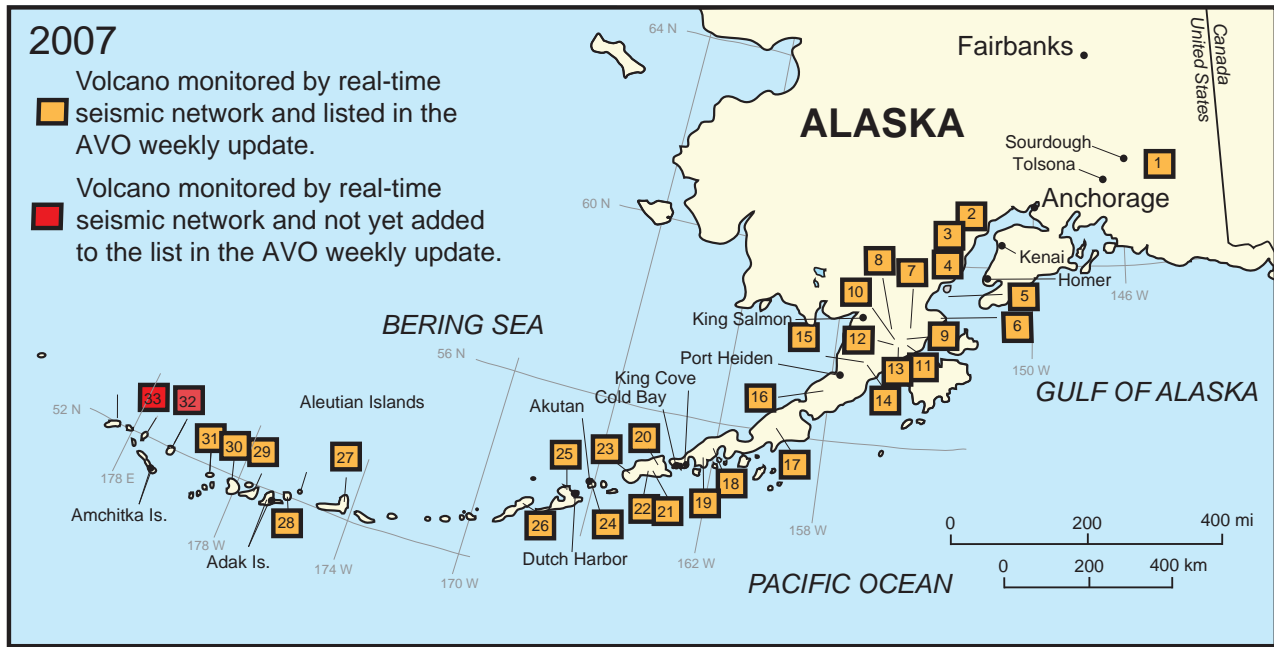 2007
Volcano monitored by real-time
seismic network and listed in the
AVO weekly update.
Volcano monitored by real-time
seismic network and not yet added
to the list in the AVO weekly update.
64 N
Fairbanks
Canada
United States
ALASKA
Sourdough
Tolsona
1
Anchorage
60 N
2
3
Kenai
8
7
4
Homer
146 W
10
5
King Salmon
15
12
9
6
BERING SEA
56 N
Port Heiden
13
11
150 W
GULF OF ALASKA
King Cove
Cold Bay
16
14
33
32
Aleutian Islands
Akutan
52 N
31
30
29
27
25
23
20
17
178 E
18
Amchitka Is.
28
26
24
22
21
19
158 W
0
200
400 mi
178 W
Adak Is.
174 W
170 W
Dutch Harbor
162 W
PACIFIC OCEAN
0
200
400 km